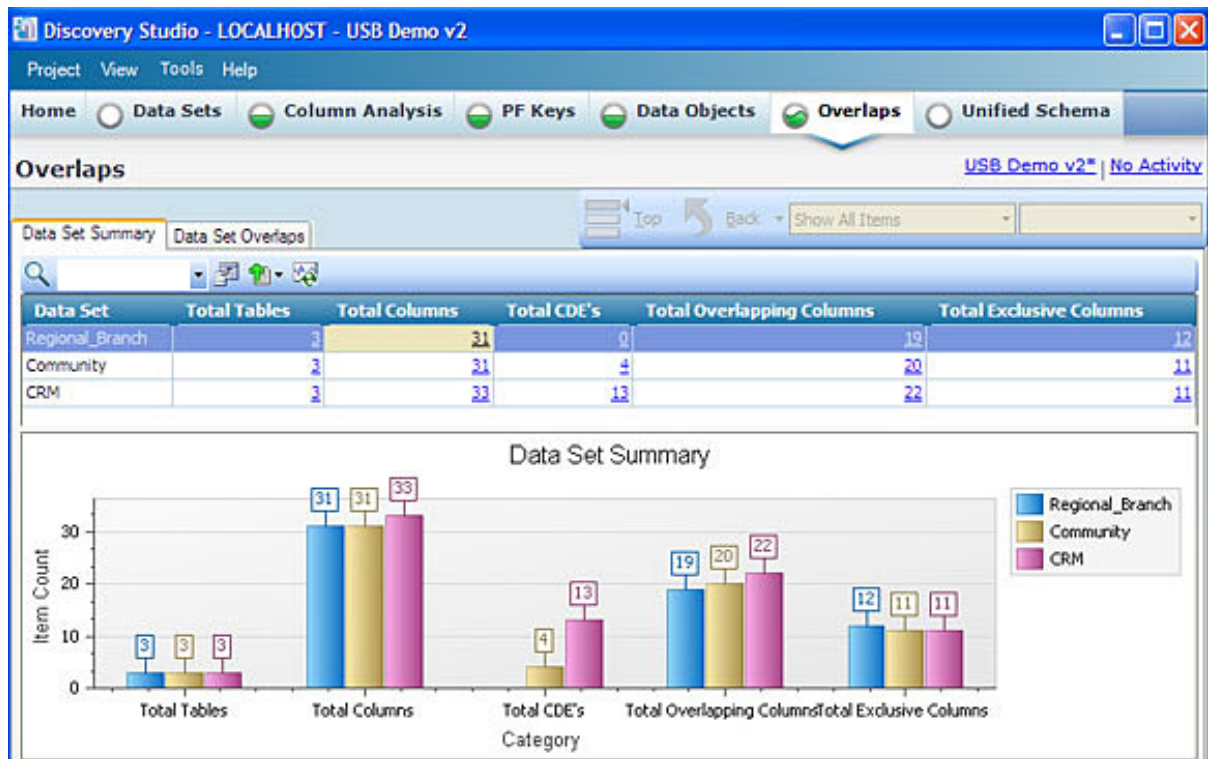 Discovery Studio - LOCALHOST - USB Demo v2
Project View Tools Help
Home Data Sets Column Analysis PF Keys Data Objects Overlaps Unified Schema
Overlaps USB Demo v2* | No Activity
Top Back Show All Items
Data Set Summary Data Set Overlaps
Data Set Total Tables Total Columns Total CDE's Total Overlapping Columns Total Exclusive Columns
Regional_Branch 3 31 0 19 12
Community 3 31 4 20 11
CRM 3 33 13 22 11
Data Set Summary
31 31 33
Regional_Branch
Community
CRM
30
20
10
0
Item Count
19 20 22
13
12 11 11
3 3 3
4
Total Tables Total Columns Total CDE's Total Overlapping Columns Total Exclusive Columns
Category